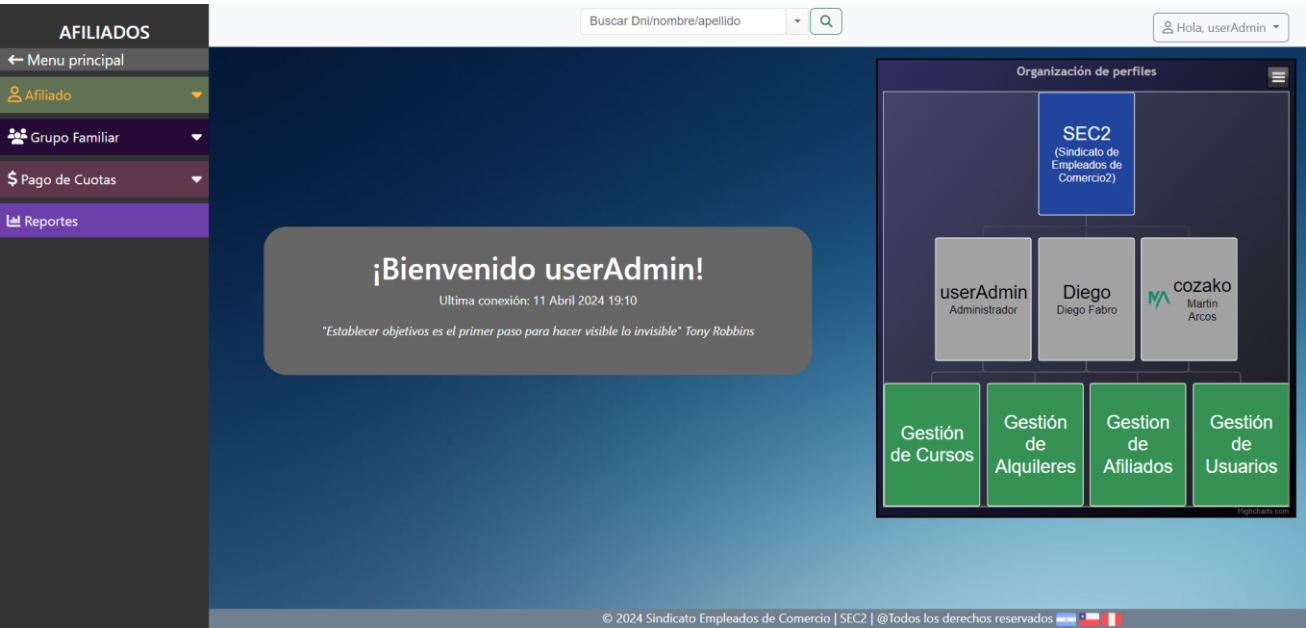 AFILIADOS
Menu principal
Afiliado
Grupo Familiar
Pago de Cuotas
Reportes
Buscar Dni/nombre/apellido
Hola, userAdmin
¡Bienvenido userAdmin!
Ultima conexión: 11 Abril 2024 19:10
"Establecer objetivos es el primer paso para hacer visible lo invisible" Tony Robbins
Organización de perfiles
SEC2
(Sindicato de
Empleados de
Comercio2)
userAdmin
Administrador
Diego
Diego Fabro
cozako
Martin
Arcos
Gestión
de Cursos
Gestión
de
Alquileres
Gestion
de
Afiliados
Gestión
de
Usuarios
Highcharts.com
© 2024 Sindicato Empleados de Comercio | SEC2 | @Todos los derechos reservados